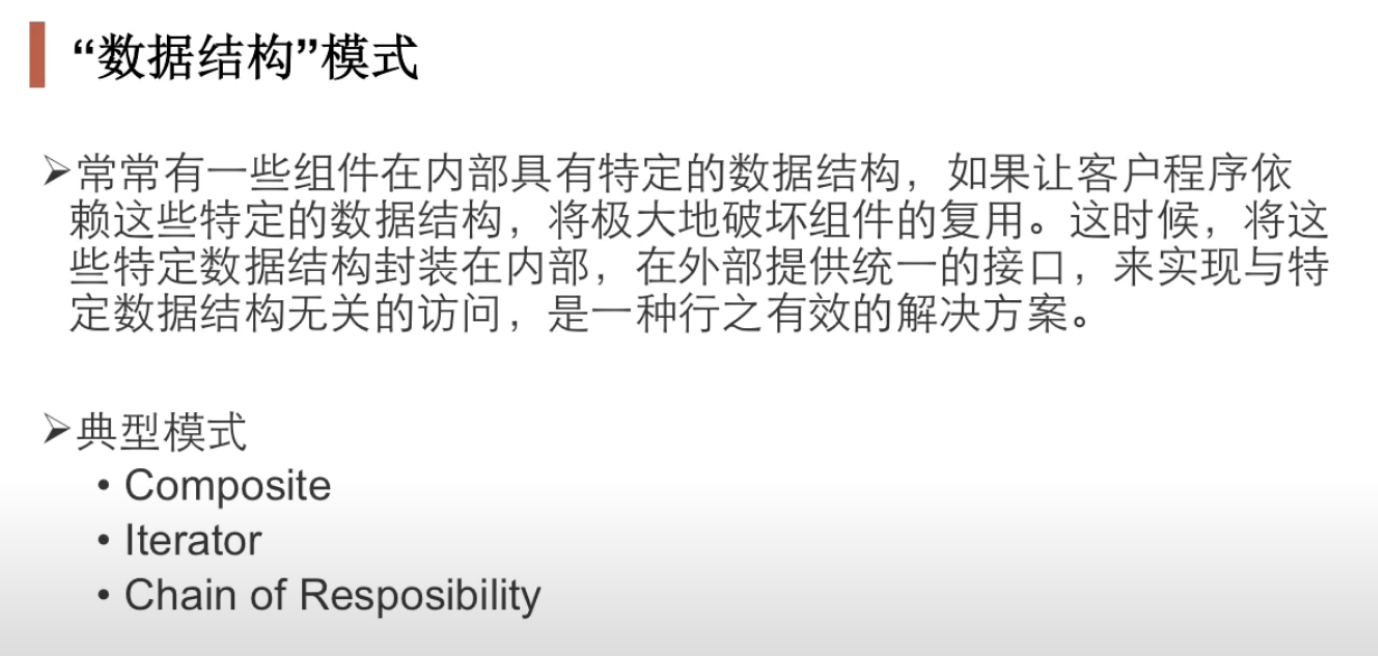 “数据结构”模式
➢常常有一些组件在内部具有特定的数据结构，如果让客户程序依
赖这些特定的数据结构，将极大地破坏组件的复用。这时候，将这
些特定数据结构封装在内部，在外部提供统一的接口，来实现与特
定数据结构无关的访问，是一种行之有效的解决方案。
➢典型模式
• Composite
• Iterator
• Chain of Resposibility